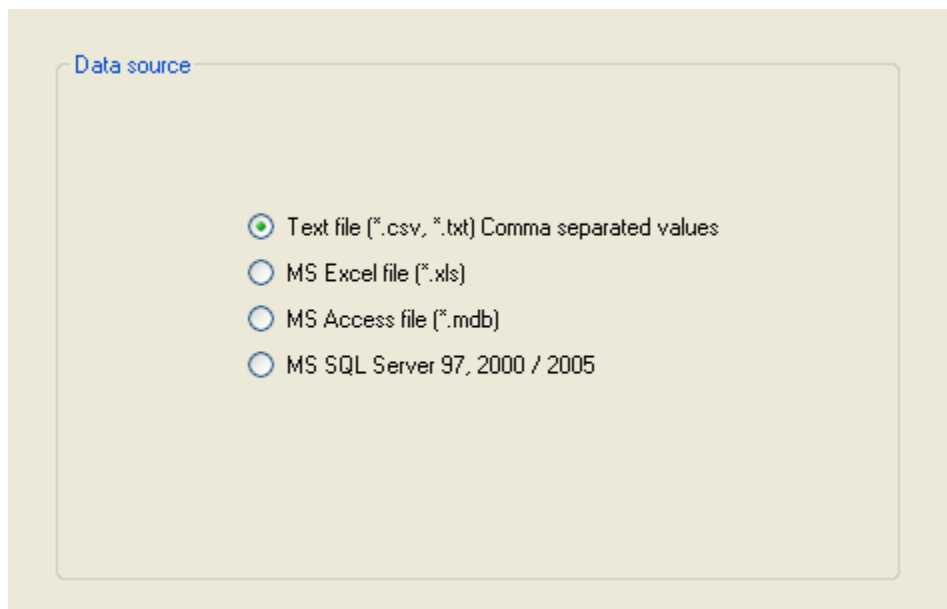 Data source
Text file (*.csv, *.txt) Comma separated values
MS Excel file (*.xls)
MS Access file (*.mdb)
MS SQL Server 97, 2000 / 2005